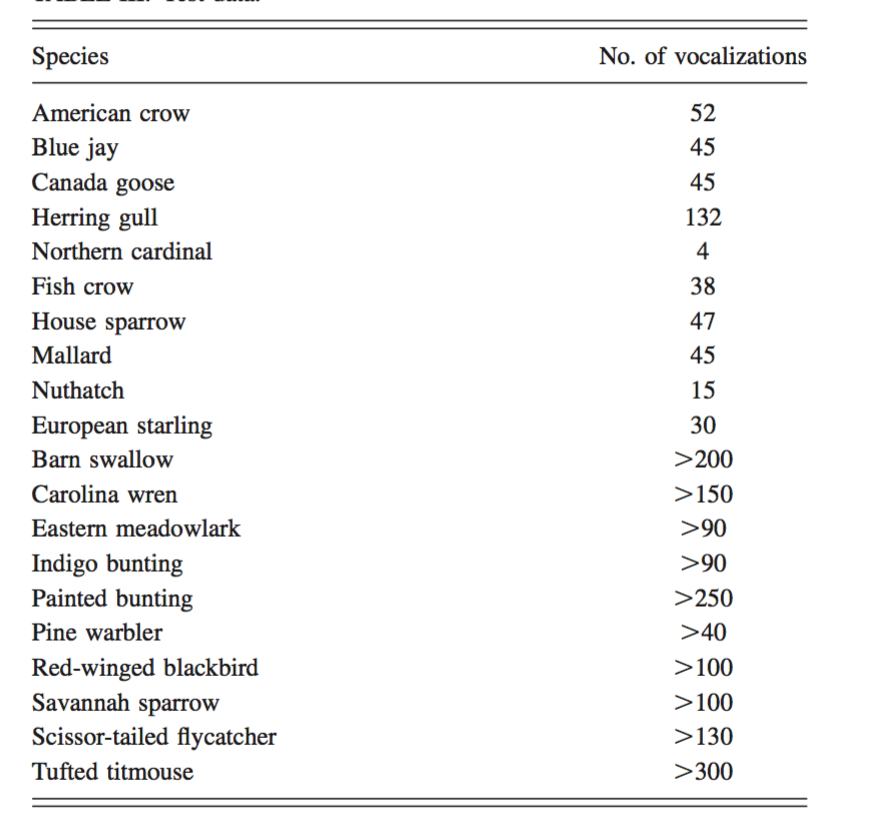 Species No. of vocalizations
American crow 52
Blue jay 45
Canada goose 45
Herring gull 132
Northern cardinal 4
Fish crow 38
House sparrow 47
Mallard 45
Nuthatch 15
European starling 30
Barn swallow >200
Carolina wren >150
Eastern meadowlark >90
Indigo bunting >90
Painted bunting >250
Pine warbler >40
Red-winged blackbird >100
Savannah sparrow >100
Scissor-tailed flycatcher >130
Tufted titmouse >300